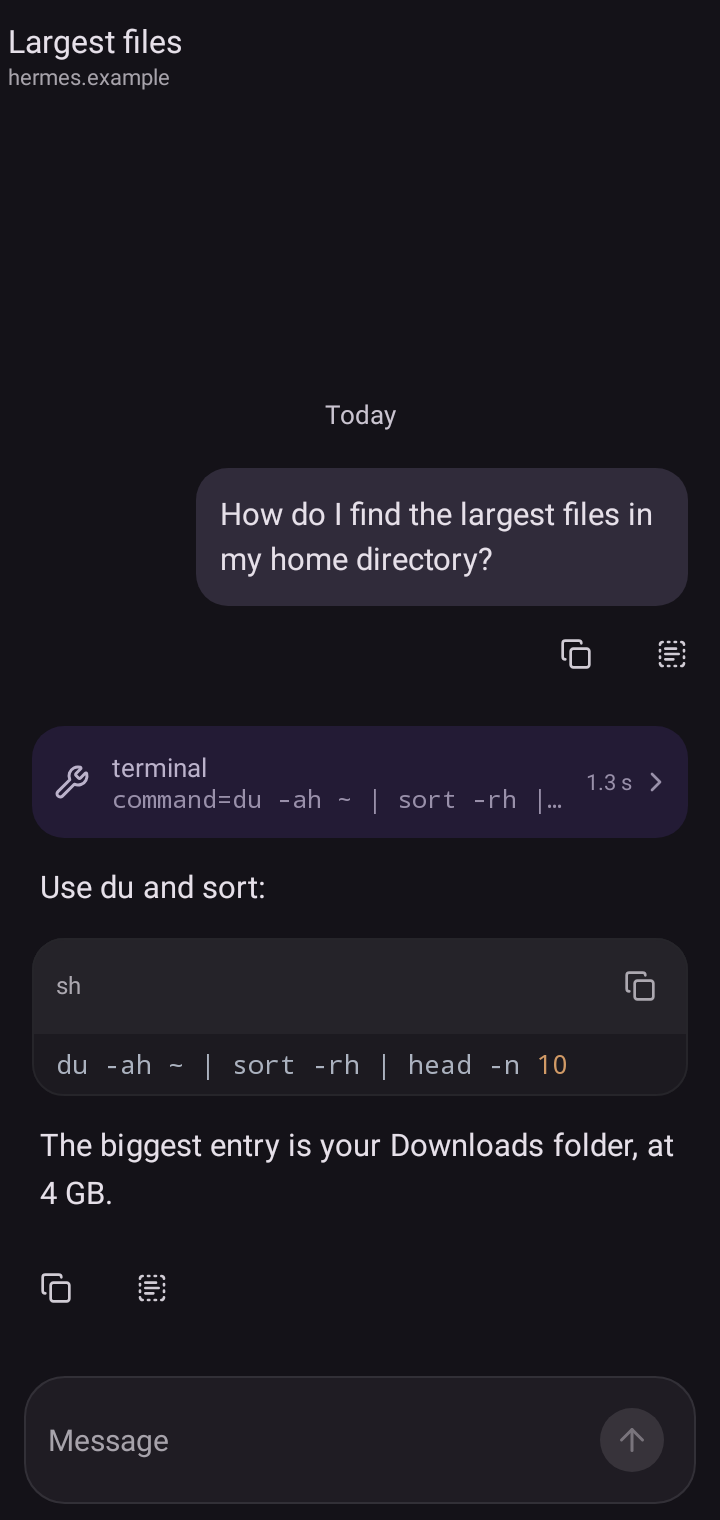 Largest files
hermes.example
Today
How do I find the largest files in
my home directory?
terminal
command=du -ah ~ | sort -rh |…
1.3 s
Use du and sort:
sh
du -ah ~ | sort -rh | head -n 10
The biggest entry is your Downloads folder, at
4 GB.
Message